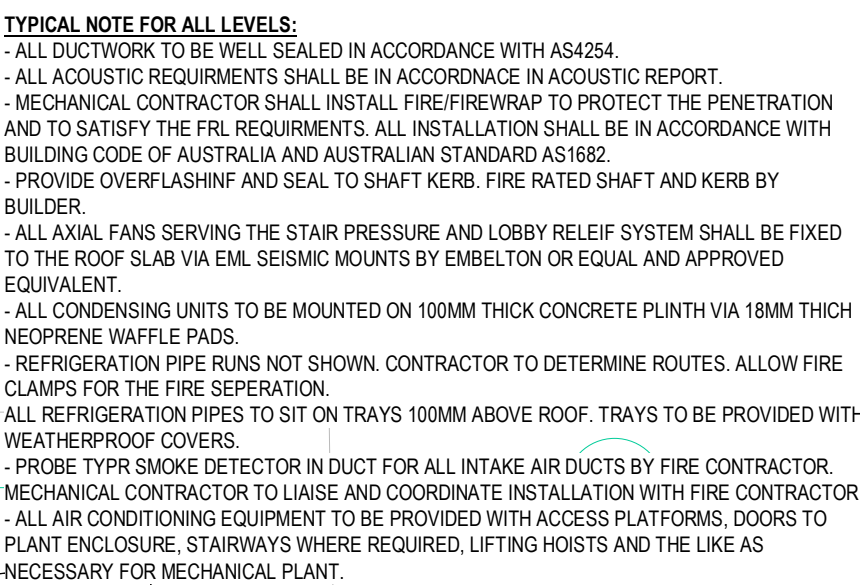 TYPICAL NOTE FOR ALL LEVELS:
- ALL DUCTWORK TO BE WELL SEALED IN ACCORDANCE WITH AS4254.
- ALL ACOUSTIC REQUIRMENTS SHALL BE IN ACCORDNACE IN ACOUSTIC REPORT.
- MECHANICAL CONTRACTOR SHALL INSTALL FIRE/FIREWRAP TO PROTECT THE PENETRATION
AND TO SATISFY THE FRL REQUIRMENTS. ALL INSTALLATION SHALL BE IN ACCORDANCE WITH
BUILDING CODE OF AUSTRALIA AND AUSTRALIAN STANDARD AS1682.
- PROVIDE OVERFLASHINF AND SEAL TO SHAFT KERB. FIRE RATED SHAFT AND KERB BY
BUILDER.
- ALL AXIAL FANS SERVING THE STAIR PRESSURE AND LOBBY RELEIF SYSTEM SHALL BE FIXED
TO THE ROOF SLAB VIA EML SEISMIC MOUNTS BY EMBELTON OR EQUAL AND APPROVED
EQUIVALENT.
- ALL CONDENSING UNITS TO BE MOUNTED ON 100MM THICK CONCRETE PLINTH VIA 18MM THICH
NEOPRENE WAFFLE PADS.
- REFRIGERATION PIPE RUNS NOT SHOWN. CONTRACTOR TO DETERMINE ROUTES. ALLOW FIRE
CLAMPS FOR THE FIRE SEPERATION.
ALL REFRIGERATION PIPES TO SIT ON TRAYS 100MM ABOVE ROOF. TRAYS TO BE PROVIDED WITH
WEATHERPROOF COVERS.
- PROBE TYPR SMOKE DETECTOR IN DUCT FOR ALL INTAKE AIR DUCTS BY FIRE CONTRACTOR.
MECHANICAL CONTRACTOR TO LIAISE AND COORDINATE INSTALLATION WITH FIRE CONTRACTOR
- ALL AIR CONDITIONING EQUIPMENT TO BE PROVIDED WITH ACCESS PLATFORMS, DOORS TO
PLANT ENCLOSURE, STAIRWAYS WHERE REQUIRED, LIFTING HOISTS AND THE LIKE AS
NECESSARY FOR MECHANICAL PLANT.